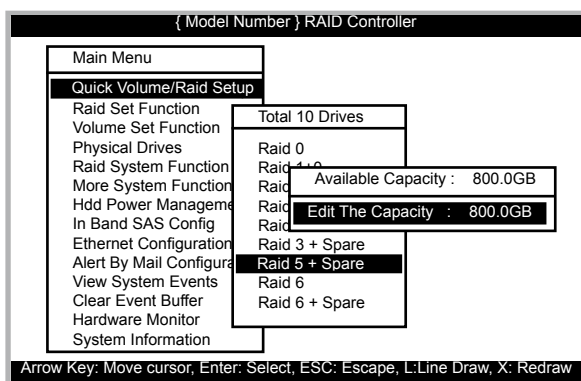 { Model Number } RAID Controller
Main Menu
Quick Volume/Raid Setup
Raid Set Function
Volume Set Function
Physical Drives
Raid System Function
More System Function
Hdd Power Manageme
In Band SAS Config
Ethernet Configuration
Alert By Mail Configura
View System Events
Clear Event Buffer
Hardware Monitor
System Information
Total 10 Drives
Raid 0
Raid 1+0
Raid
Raid
Raid
Raid 3 + Spare
Raid 5 + Spare
Raid 6
Raid 6 + Spare
Available Capacity : 800.0GB
Edit The Capacity : 800.0GB
Arrow Key: Move cursor, Enter: Select, ESC: Escape, L:Line Draw, X: Redraw